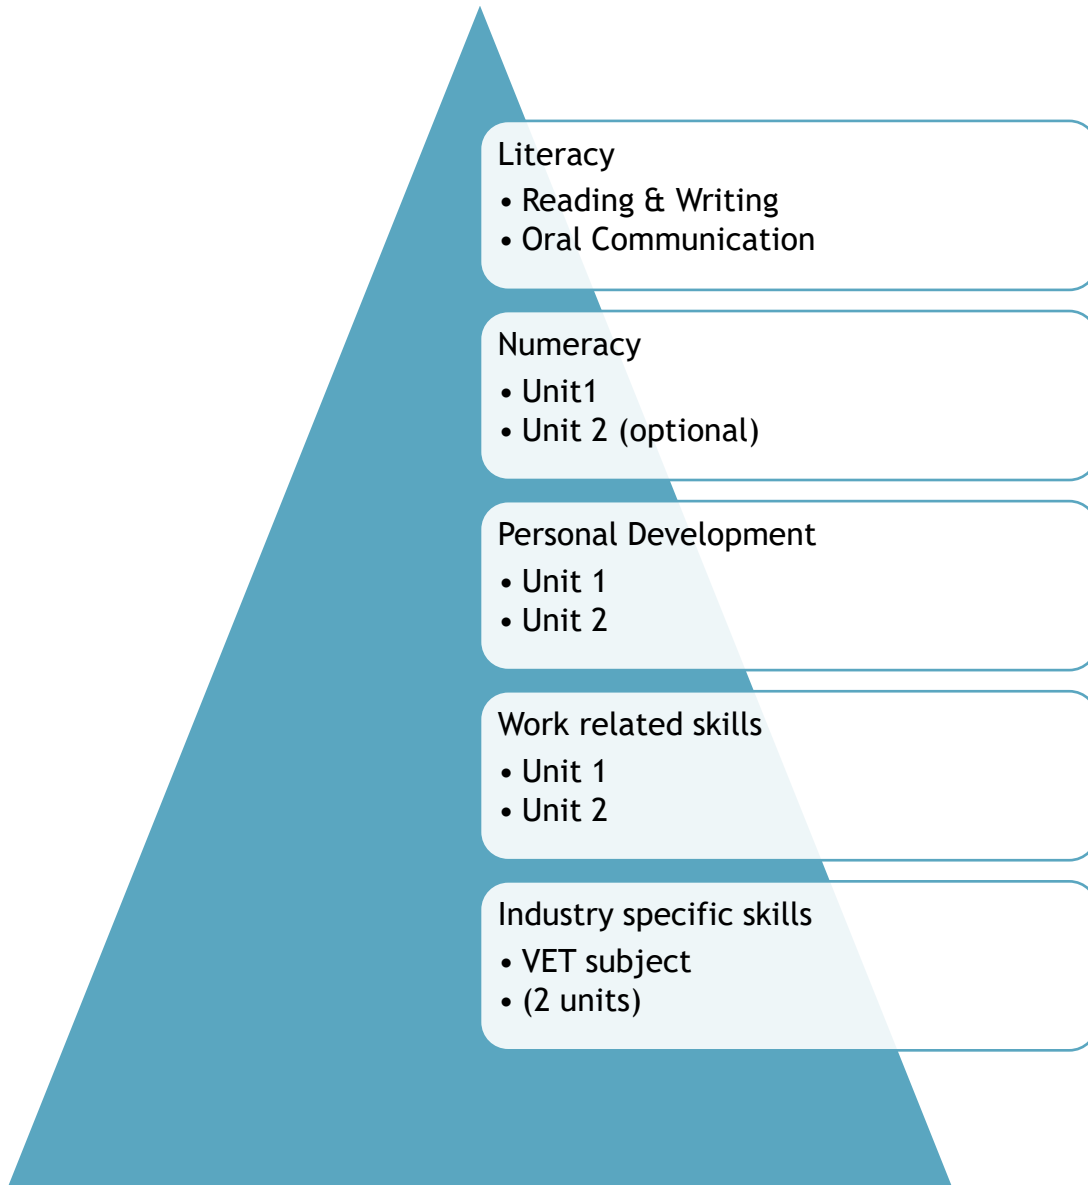 Literacy
• Reading & Writing
• Oral Communication
Numeracy
• Unit1
• Unit 2 (optional)
Personal Development
• Unit 1
• Unit 2
Work related skills
• Unit 1
• Unit 2
Industry specific skills
• VET subject
• (2 units)